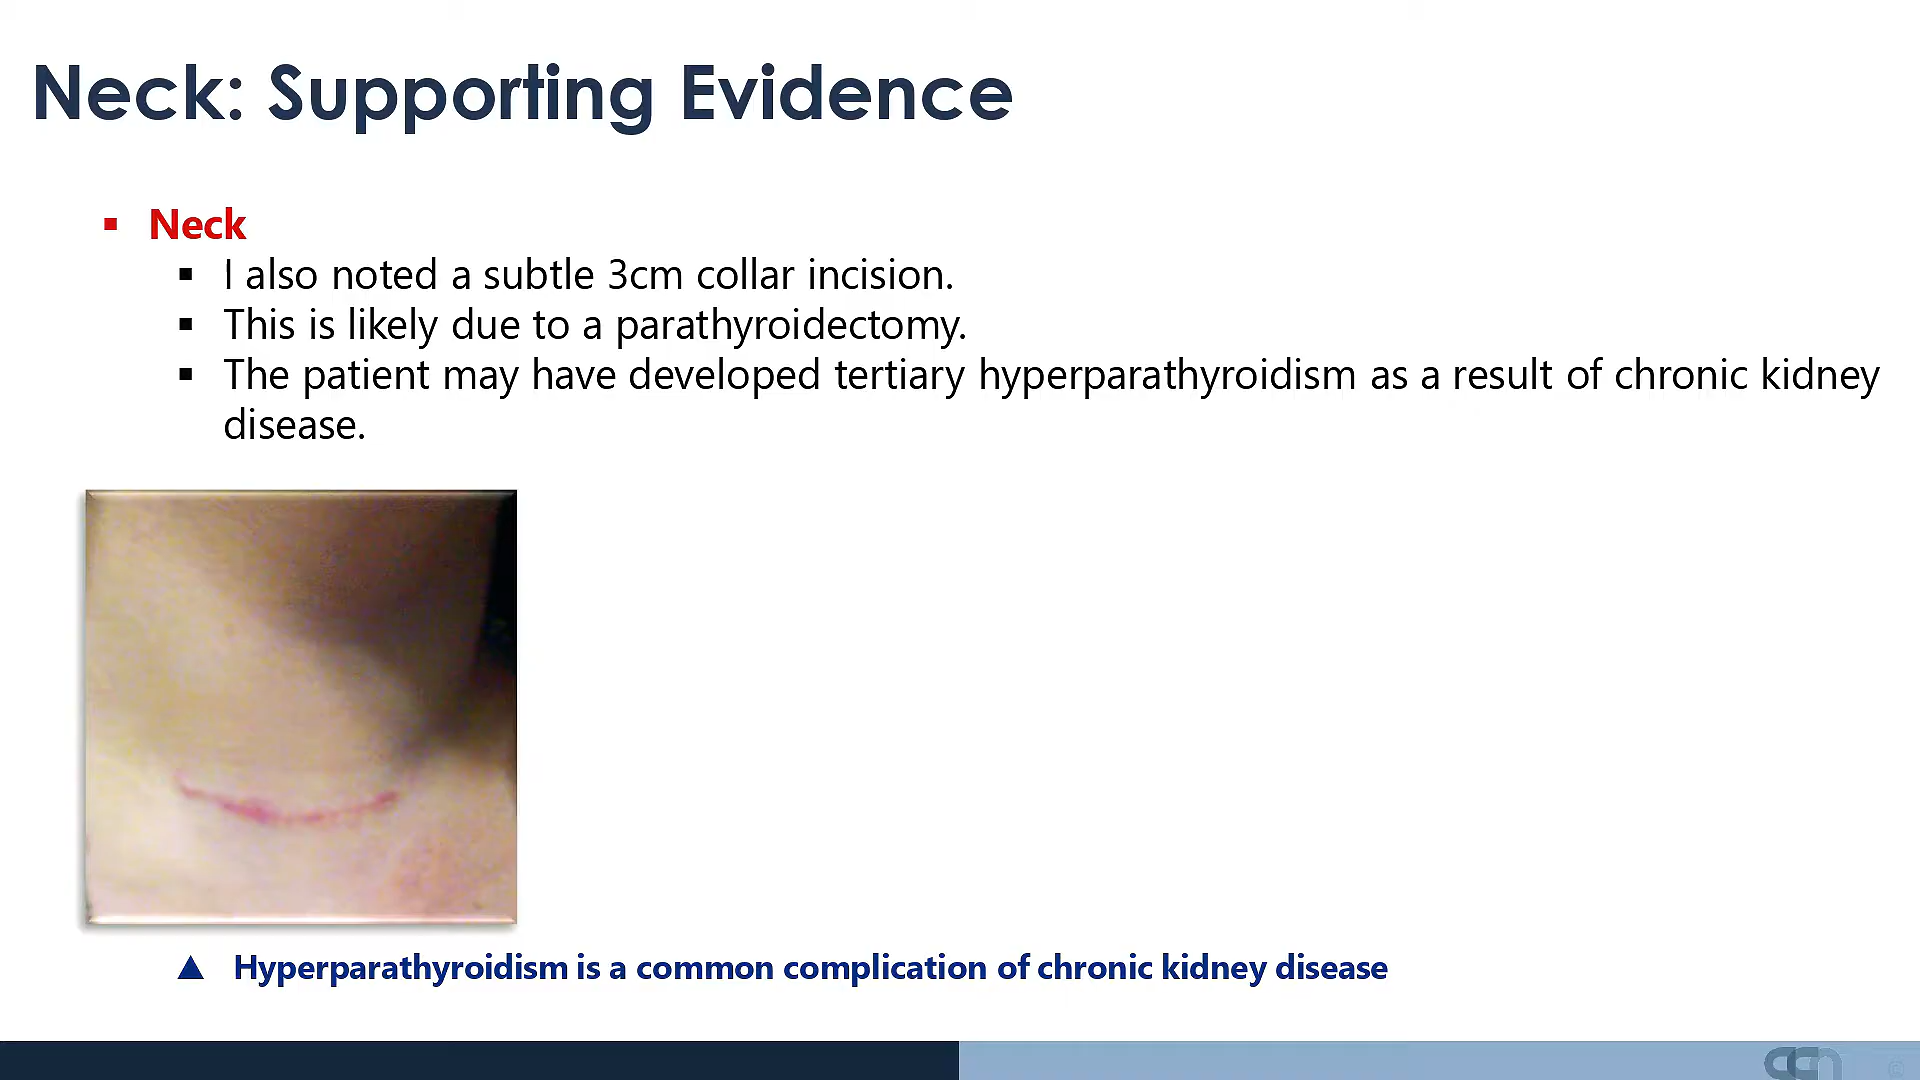 Neck: Supporting Evidence
Neck
I also noted a subtle 3cm collar incision.
This is likely due to a parathyroidectomy.
The patient may have developed tertiary hyperparathyroidism as a result of chronic kidney
disease.
Hyperparathyroidism is a common complication of chronic kidney disease